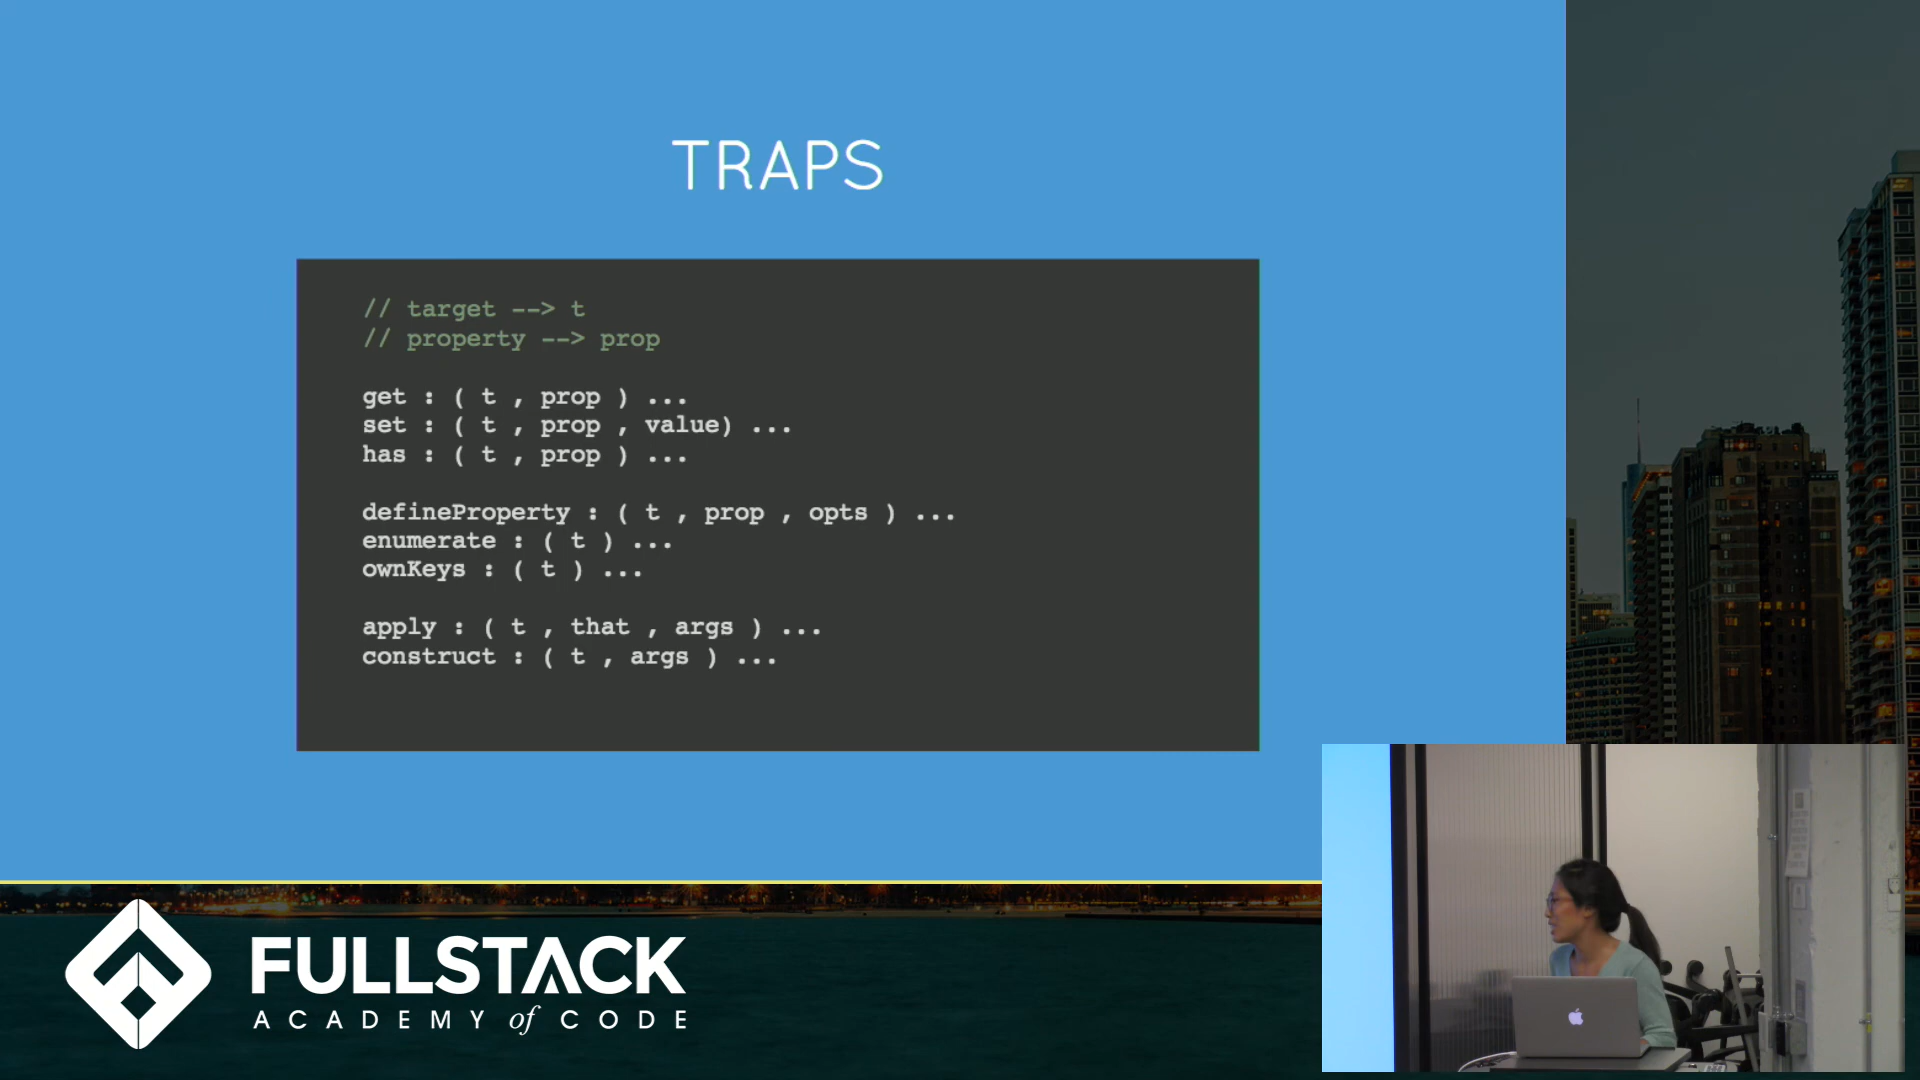 TRAPS
// target --> t
// property --> prop
get : ( t , prop ) ...
set : ( t , prop , value) ...
has : ( t , prop ) ...
defineProperty : ( t , prop , opts ) ...
enumerate : ( t ) ...
ownKeys : ( t ) ...
apply : ( t , that , args ) ...
construct : ( t , args ) ...
FULLSTACK
ACADEMY of CODE